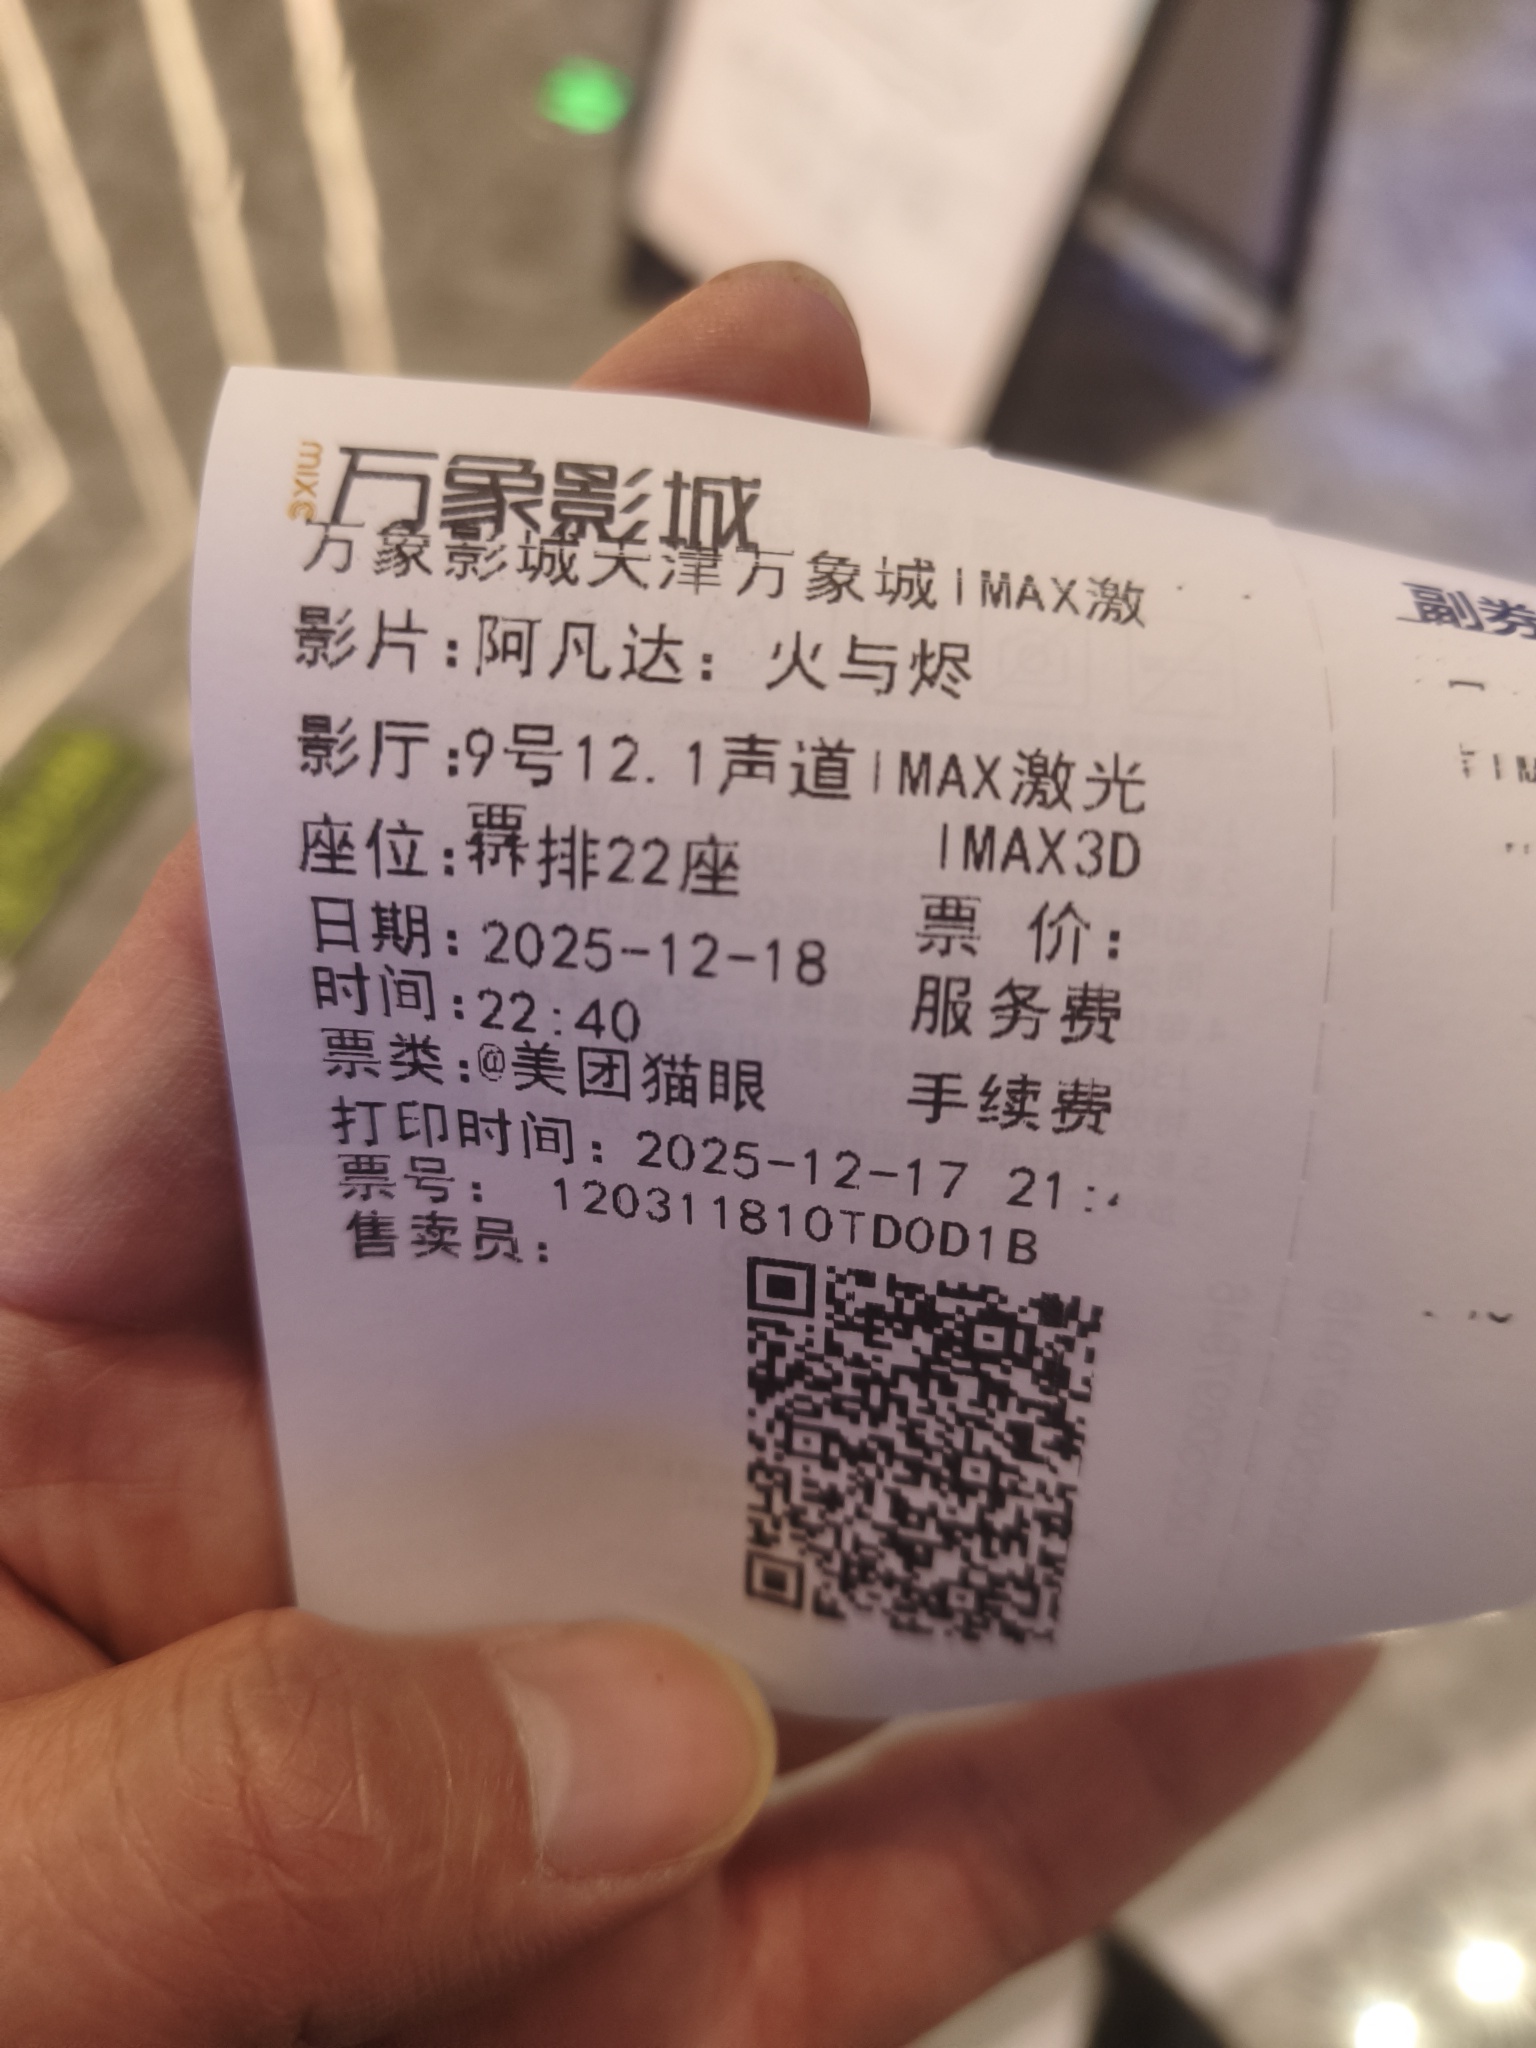 mixc 万象影城
万象影城天津万象城IMAX激
影片:阿凡达：火与烬
影厅:9号12.1声道IMAX激光
IMAX3D
座位: 排22座
日期：2025-12-18
票 价：
时间:22:40
服务费
票类:@美团猫眼
手续费
打印时间：2025-12-17 21:
票号： 120311810TD0D1B
售卖员：
副券